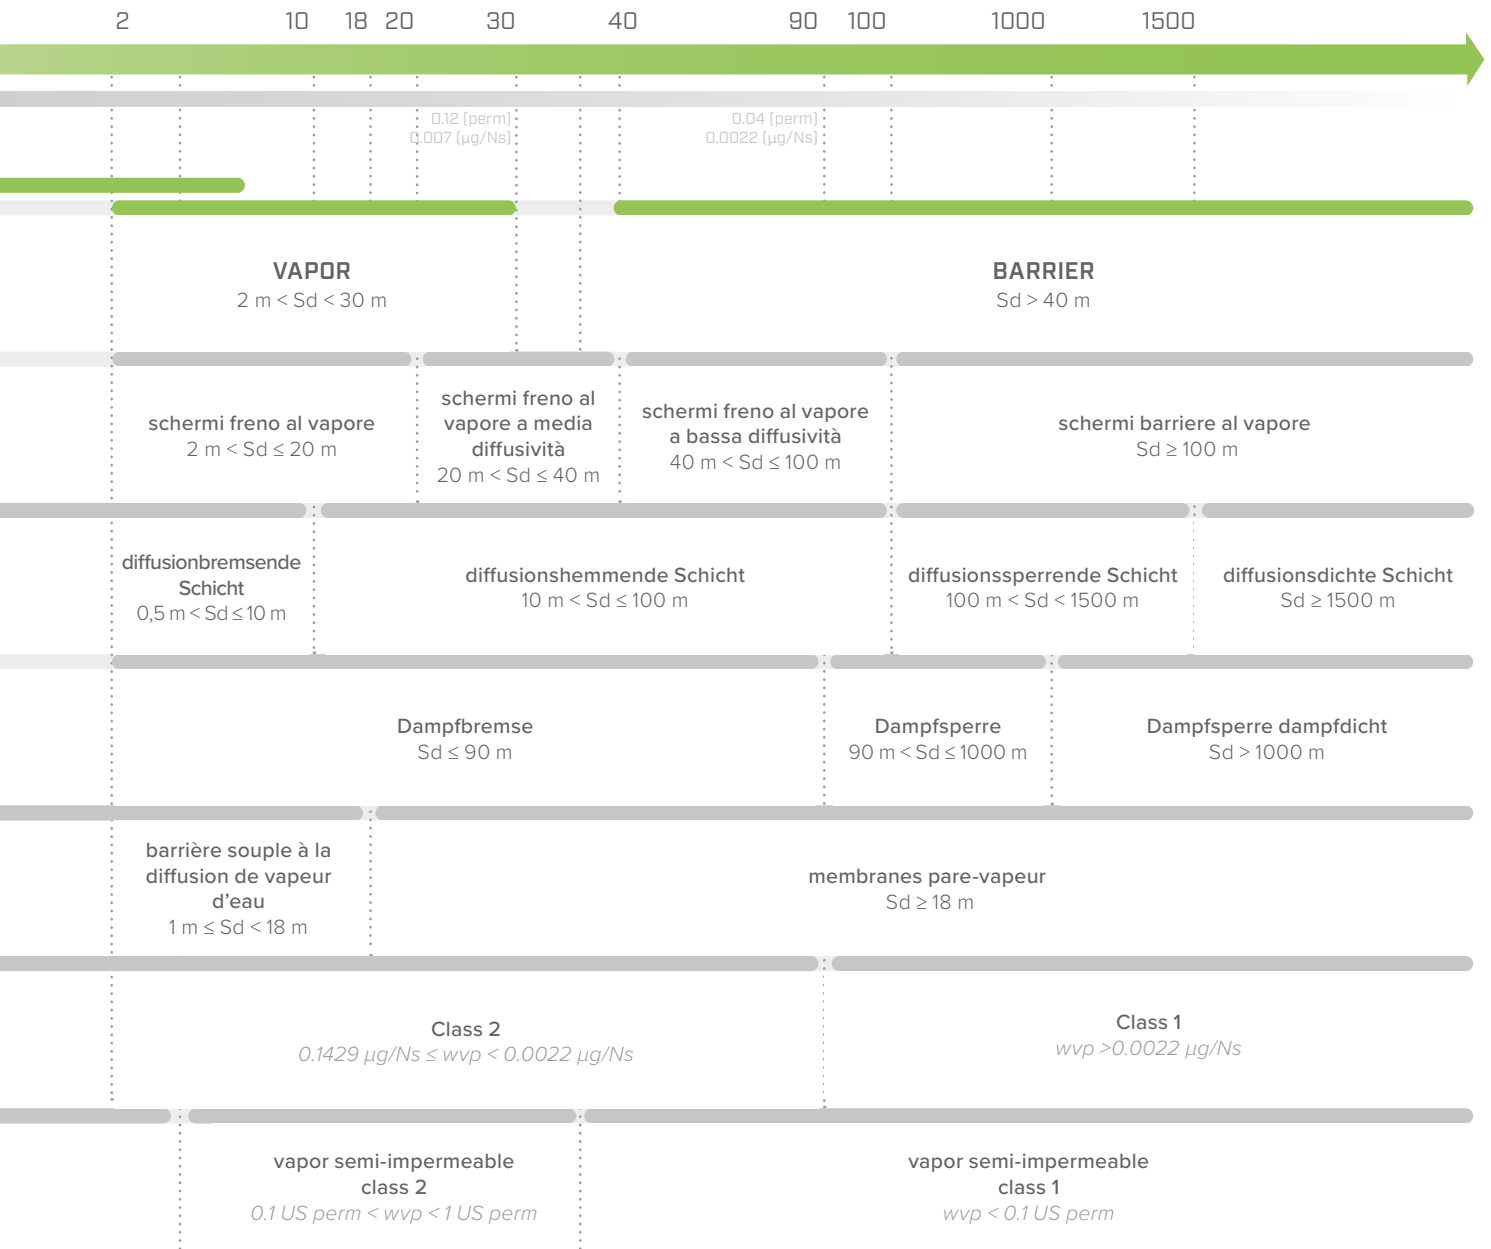 2 10 18 20 30 40 90 100 1000 1500
0.12 (perm)
0.007 (µg/Ns)
0.04 (perm)
0.0022 (µg/Ns)
VAPOR
2 m < Sd < 30 m
BARRIER
Sd > 40 m
schermi freno al vapore
2 m < Sd ≤ 20 m
schermi freno al
vapore a media
diffusività
20 m < Sd ≤ 40 m
schermi freno al vapore
a bassa diffusività
40 m < Sd ≤ 100 m
schermi barriere al vapore
Sd ≥ 100 m
diffusionbremsende
Schicht
0,5 m < Sd ≤ 10 m
diffusionshemmende Schicht
10 m < Sd ≤ 100 m
diffusionssperrende Schicht
100 m < Sd < 1500 m
diffusionsdichte Schicht
Sd ≥ 1500 m
Dampfbremse
Sd ≤ 90 m
Dampfsperre
90 m < Sd ≤ 1000 m
Dampfsperre dampfdicht
Sd > 1000 m
barrière souple à la
diffusion de vapeur
d’eau
1 m ≤ Sd < 18 m
membranes pare-vapeur
Sd ≥ 18 m
Class 2
0.1429 µg/Ns ≤ wvp < 0.0022 µg/Ns
Class 1
wvp >0.0022 µg/Ns
vapor semi-impermeable
class 2
0.1 US perm < wvp < 1 US perm
vapor semi-impermeable
class 1
wvp < 0.1 US perm